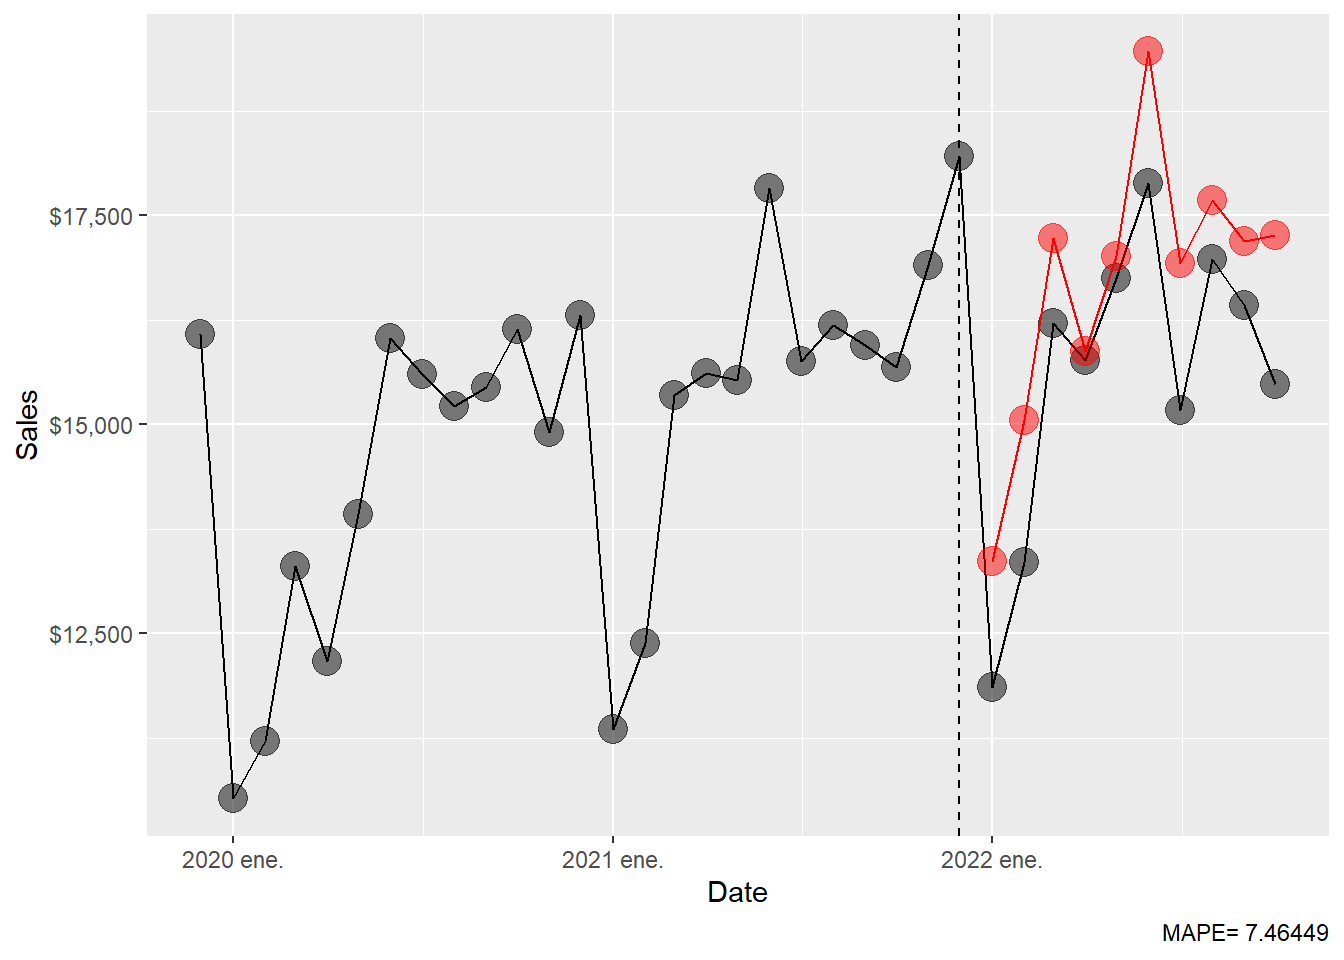 Sales
$17,500
$15,000
$12,500
2020 ene.
2021 ene.
2022 ene.
Date
MAPE= 7.46449